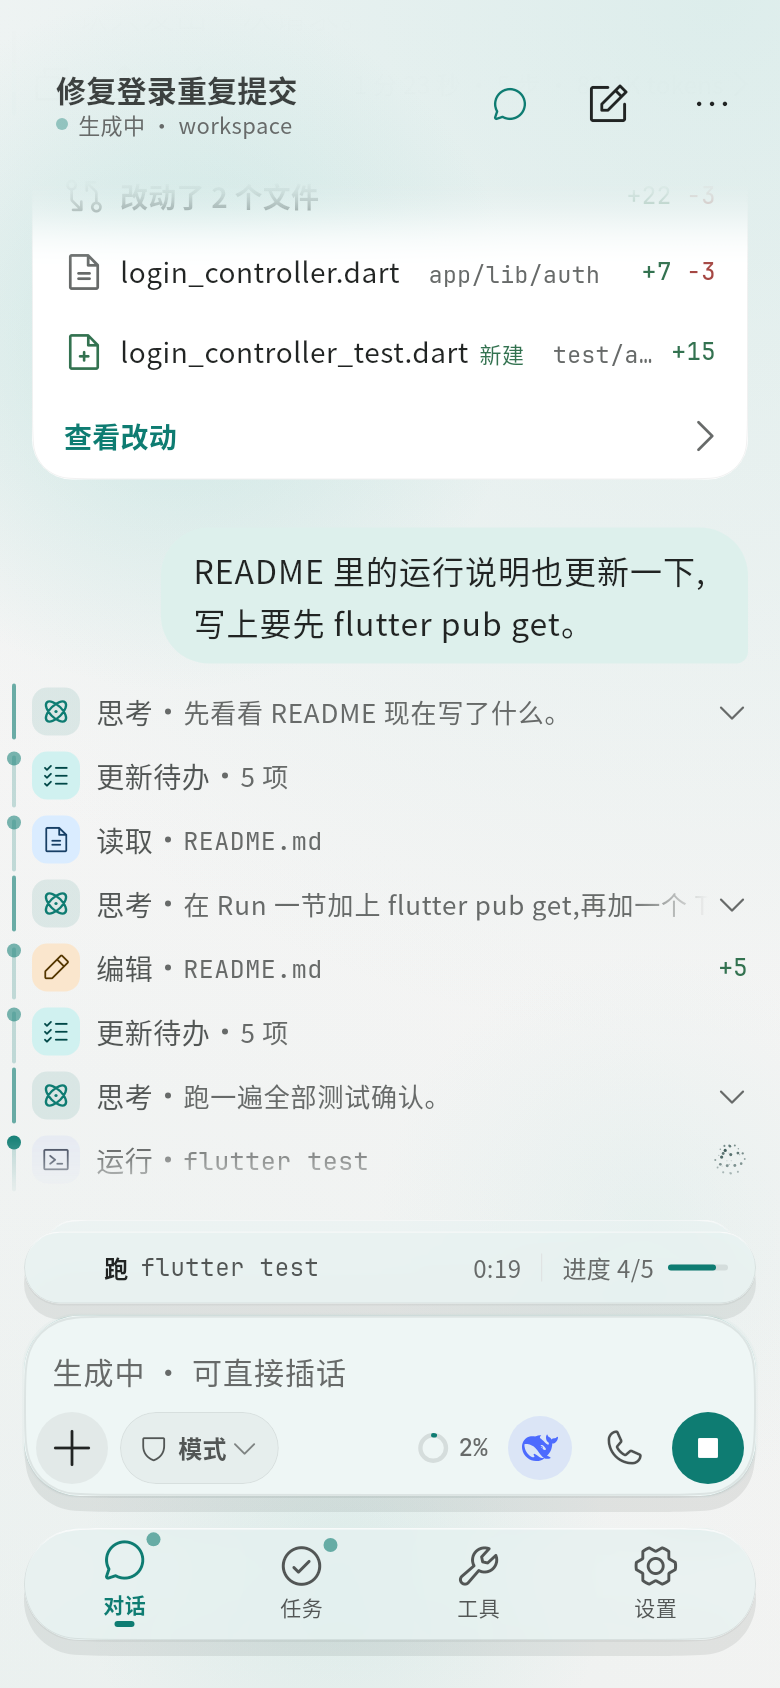 修复登录重复提交
生成中 · workspace
改动了 2 个文件 +22 -3
login_controller.dart app/lib/auth +7 -3
login_controller_test.dart 新建 test/a… +15
查看改动
README 里的运行说明也更新一下,
写上要先 flutter pub get。
思考 · 先看看 README 现在写了什么。
更新待办 · 5 项
读取 · README.md
思考 · 在 Run 一节加上 flutter pub get,再加一个 T
编辑 · README.md +5
更新待办 · 5 项
思考 · 跑一遍全部测试确认。
运行 · flutter test
跑 flutter test 0:19 进度 4/5
生成中 · 可直接插话
模式 2%
对话 任务 工具 设置